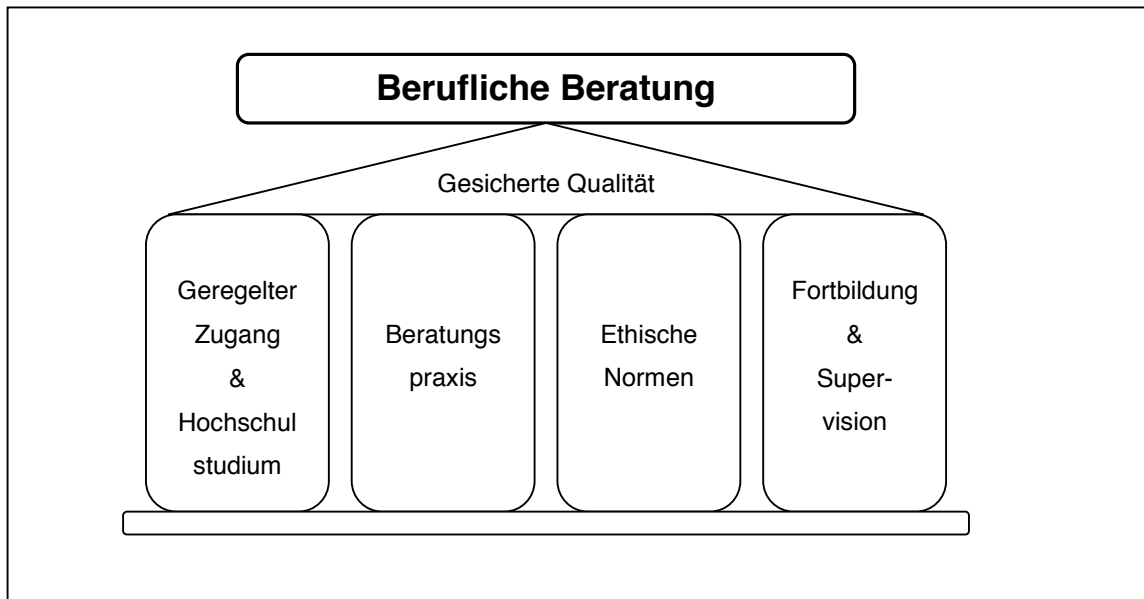 Berufliche Beratung
Gesicherte Qualität
Geregelter
Zugang
&
Hochschul
studium
Beratungs
praxis
Ethische
Normen
Fortbildung
&
Super-
vision